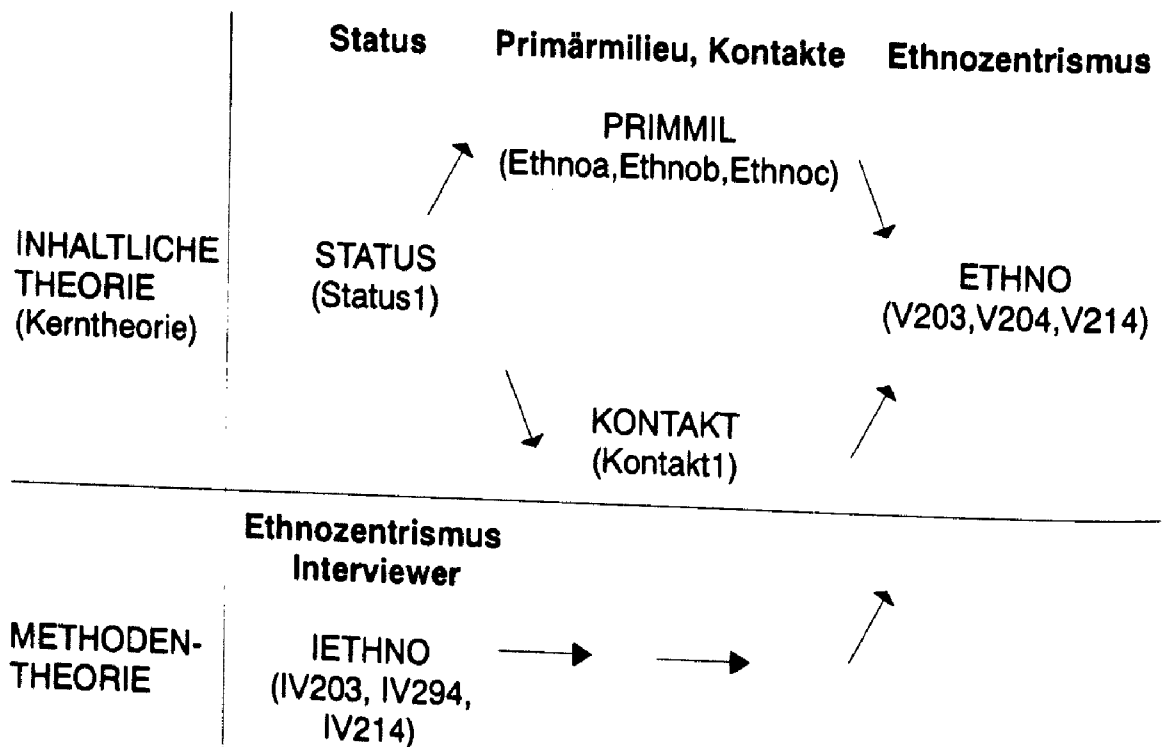 Status Primärmilieu, Kontakte Ethnozentrismus
PRIMMIL
(Ethnoa,Ethnob,Ethnoc)
INHALTLICHE
THEORIE
(Kerntheorie)
STATUS
(Status1)
ETHNO
(V203,V204,V214)
KONTAKT
(Kontakt1)
Ethnozentrismus
Interviewer
METHODEN-
THEORIE
IETHNO
(IV203, IV294,
IV214)